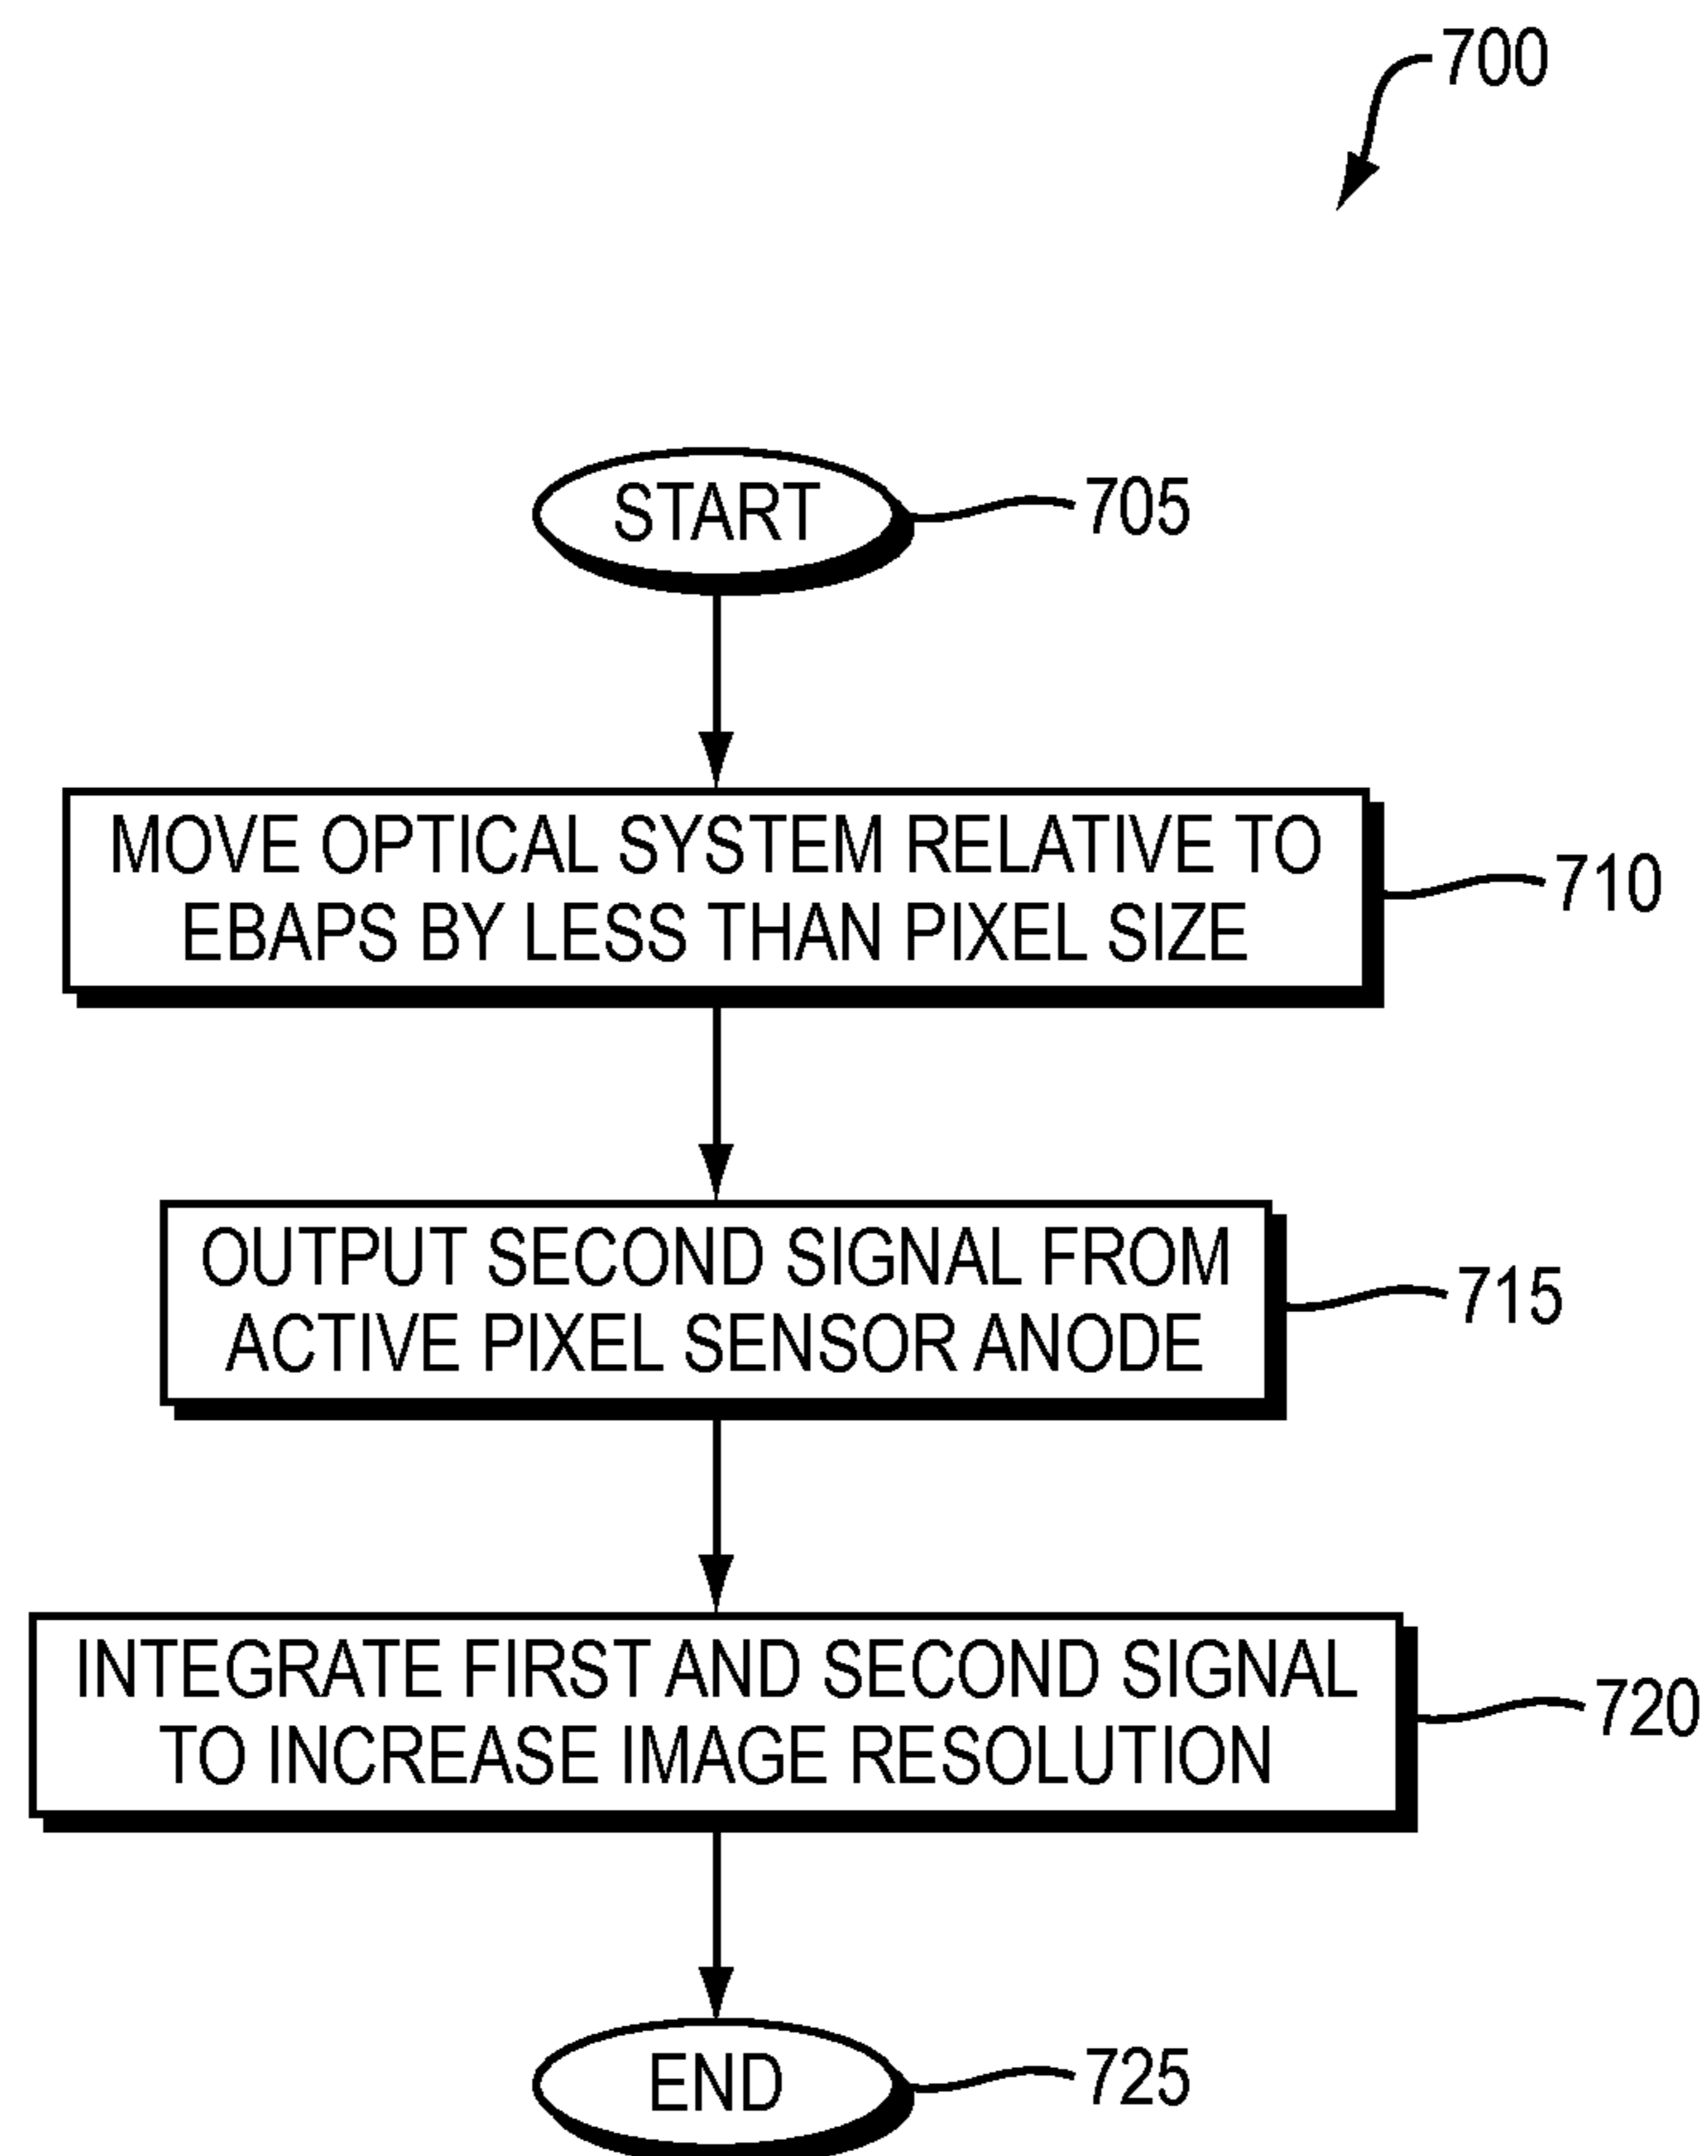 700
START
705
MOVE OPTICAL SYSTEM RELATIVE TO
EBAPS BY LESS THAN PIXEL SIZE
710
OUTPUT SECOND SIGNAL FROM
ACTIVE PIXEL SENSOR ANODE
715
INTEGRATE FIRST AND SECOND SIGNAL
TO INCREASE IMAGE RESOLUTION
720
END
725